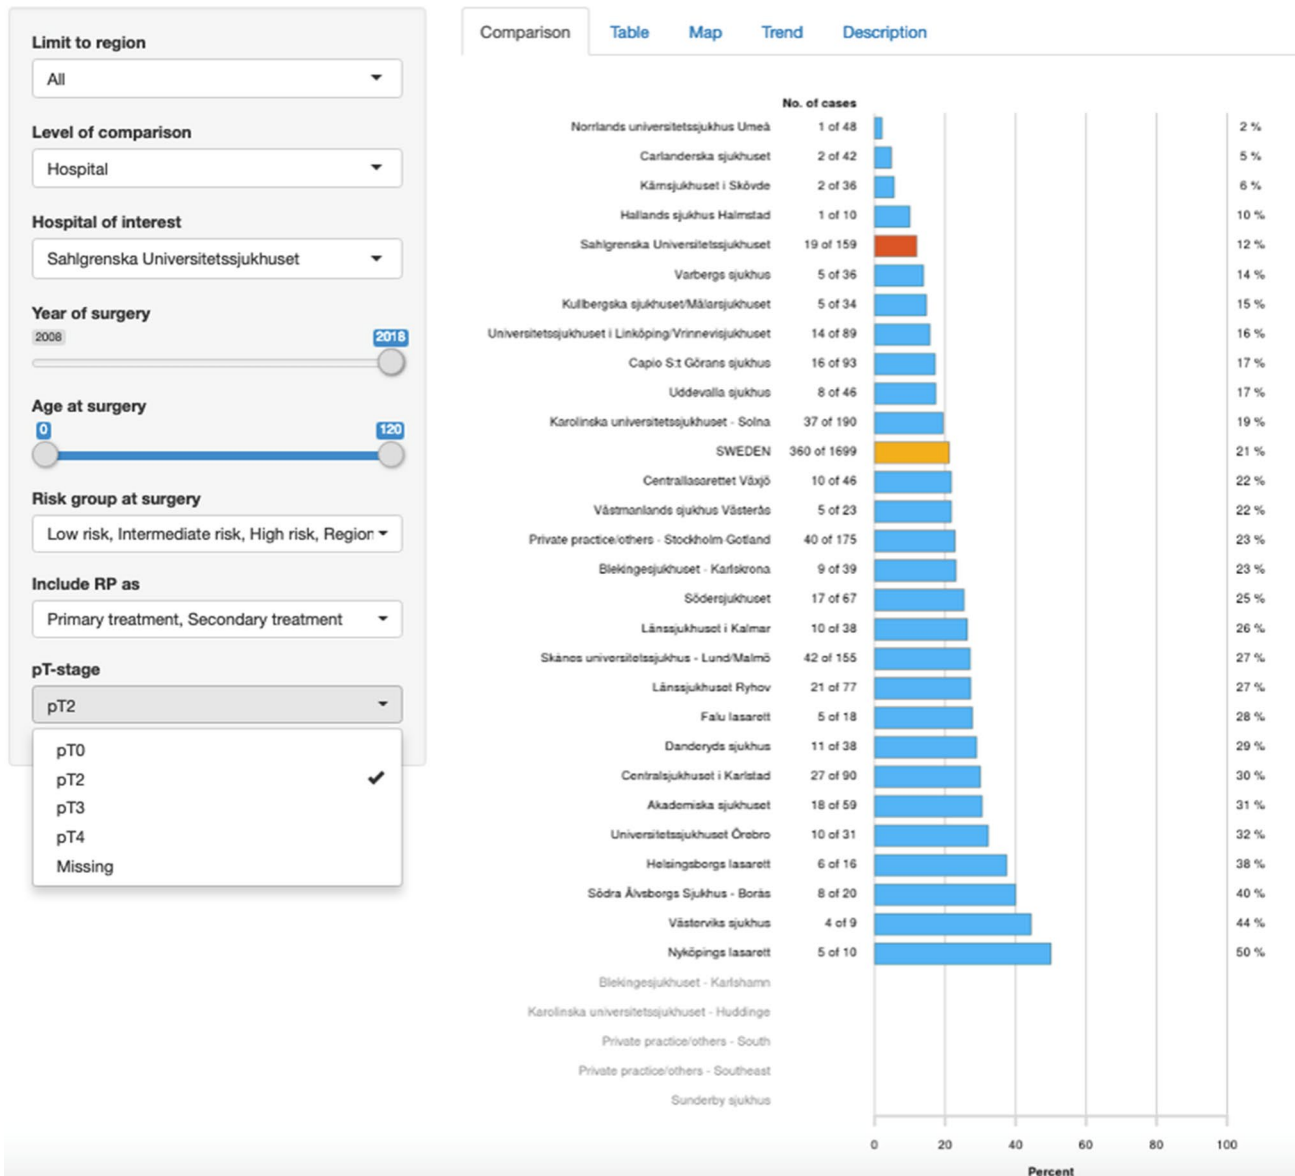 Limit to region
All
Level of comparison
Hospital
Hospital of interest
Sahlgrenska Universitetssjukhuset
Year of surgery
2008 2018
Age at surgery
0 120
Risk group at surgery
Low risk, Intermediate risk, High risk, Region
Include RP as
Primary treatment, Secondary treatment
pT-stage
pT2
pT0
pT2
pT3
pT4
Missing
Comparison Table Map Trend Description
No. of cases
Norrlands universitetssjukhus Umeå 1 of 48 2 %
Carlanderska sjukhuset 2 of 42 5 %
Kärnsjukhuset i Skövde 2 of 36 6 %
Hallands sjukhus Halmstad 1 of 10 10 %
Sahlgrenska Universitetssjukhuset 19 of 159 12 %
Varbergs sjukhus 5 of 36 14 %
Kullbergska sjukhuset/Mälarsjukhuset 5 of 34 15 %
Universitetssjukhuset i Linköping/Vrinnevisjukhuset 14 of 89 16 %
Capio S:t Görans sjukhus 16 of 93 17 %
Uddevalla sjukhus 8 of 46 17 %
Karolinska universitetssjukhuset - Solna 37 of 190 19 %
SWEDEN 360 of 1699 21 %
Centrallasarettet Växjö 10 of 46 22 %
Västmanlands sjukhus Västerås 5 of 23 22 %
Private practice/others - Stockholm-Gotland 40 of 175 23 %
Blekingesjukhuset - Karlskrona 9 of 39 23 %
Södersjukhuset 17 of 67 25 %
Länssjukhuset i Kalmar 10 of 38 26 %
Skånes universitetssjukhus - Lund/Malmö 42 of 155 27 %
Länssjukhuset Ryhov 21 of 77 27 %
Falu lasarett 5 of 18 28 %
Danderyds sjukhus 11 of 38 29 %
Centralsjukhuset i Karlstad 27 of 90 30 %
Akademiska sjukhuset 18 of 59 31 %
Universitetssjukhuset Örebro 10 of 31 32 %
Helsingborgs lasarett 6 of 16 38 %
Södra Älvsborgs Sjukhus - Borås 8 of 20 40 %
Västerviks sjukhus 4 of 9 44 %
Nyköpings lasarett 5 of 10 50 %
Blekingesjukhuset - Karlshamn
Karolinska universitetssjukhuset - Huddinge
Private practice/others - South
Private practice/others - Southeast
Sunderby sjukhus
0 20 40 60 80 100
Percent